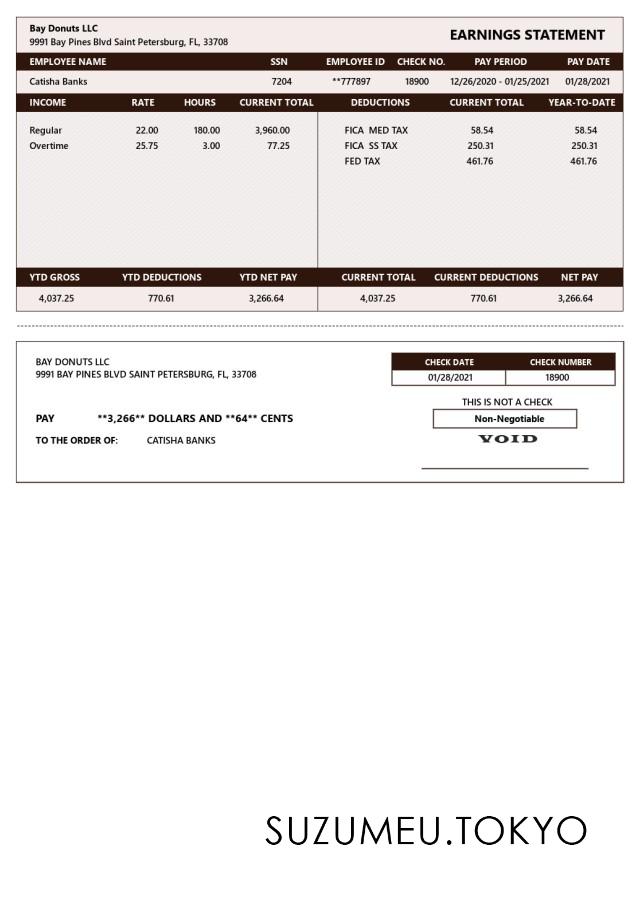 Bay Donuts LLC
9991 Bay Pines Blvd Saint Petersburg, FL, 33708
EARNINGS STATEMENT
EMPLOYEE NAME SSN EMPLOYEE ID CHECK NO. PAY PERIOD PAY DATE
Catisha Banks 7204 **777897 18900 12/26/2020 - 01/25/2021 01/28/2021
INCOME RATE HOURS CURRENT TOTAL DEDUCTIONS CURRENT TOTAL YEAR-TO-DATE
Regular 22.00 180.00 3,960.00 FICA MED TAX 58.54 58.54
Overtime 25.75 3.00 77.25 FICA SS TAX 250.31 250.31
FED TAX 461.76 461.76
YTD GROSS YTD DEDUCTIONS YTD NET PAY CURRENT TOTAL CURRENT DEDUCTIONS NET PAY
4,037.25 770.61 3,266.64 4,037.25 770.61 3,266.64
BAY DONUTS LLC
9991 BAY PINES BLVD SAINT PETERSBURG, FL, 33708
CHECK DATE CHECK NUMBER
01/28/2021 18900
THIS IS NOT A CHECK
PAY **3,266** DOLLARS AND **64** CENTS
Non-Negotiable
TO THE ORDER OF: CATISHA BANKS
VOID
SUZUMEU.TOKYO